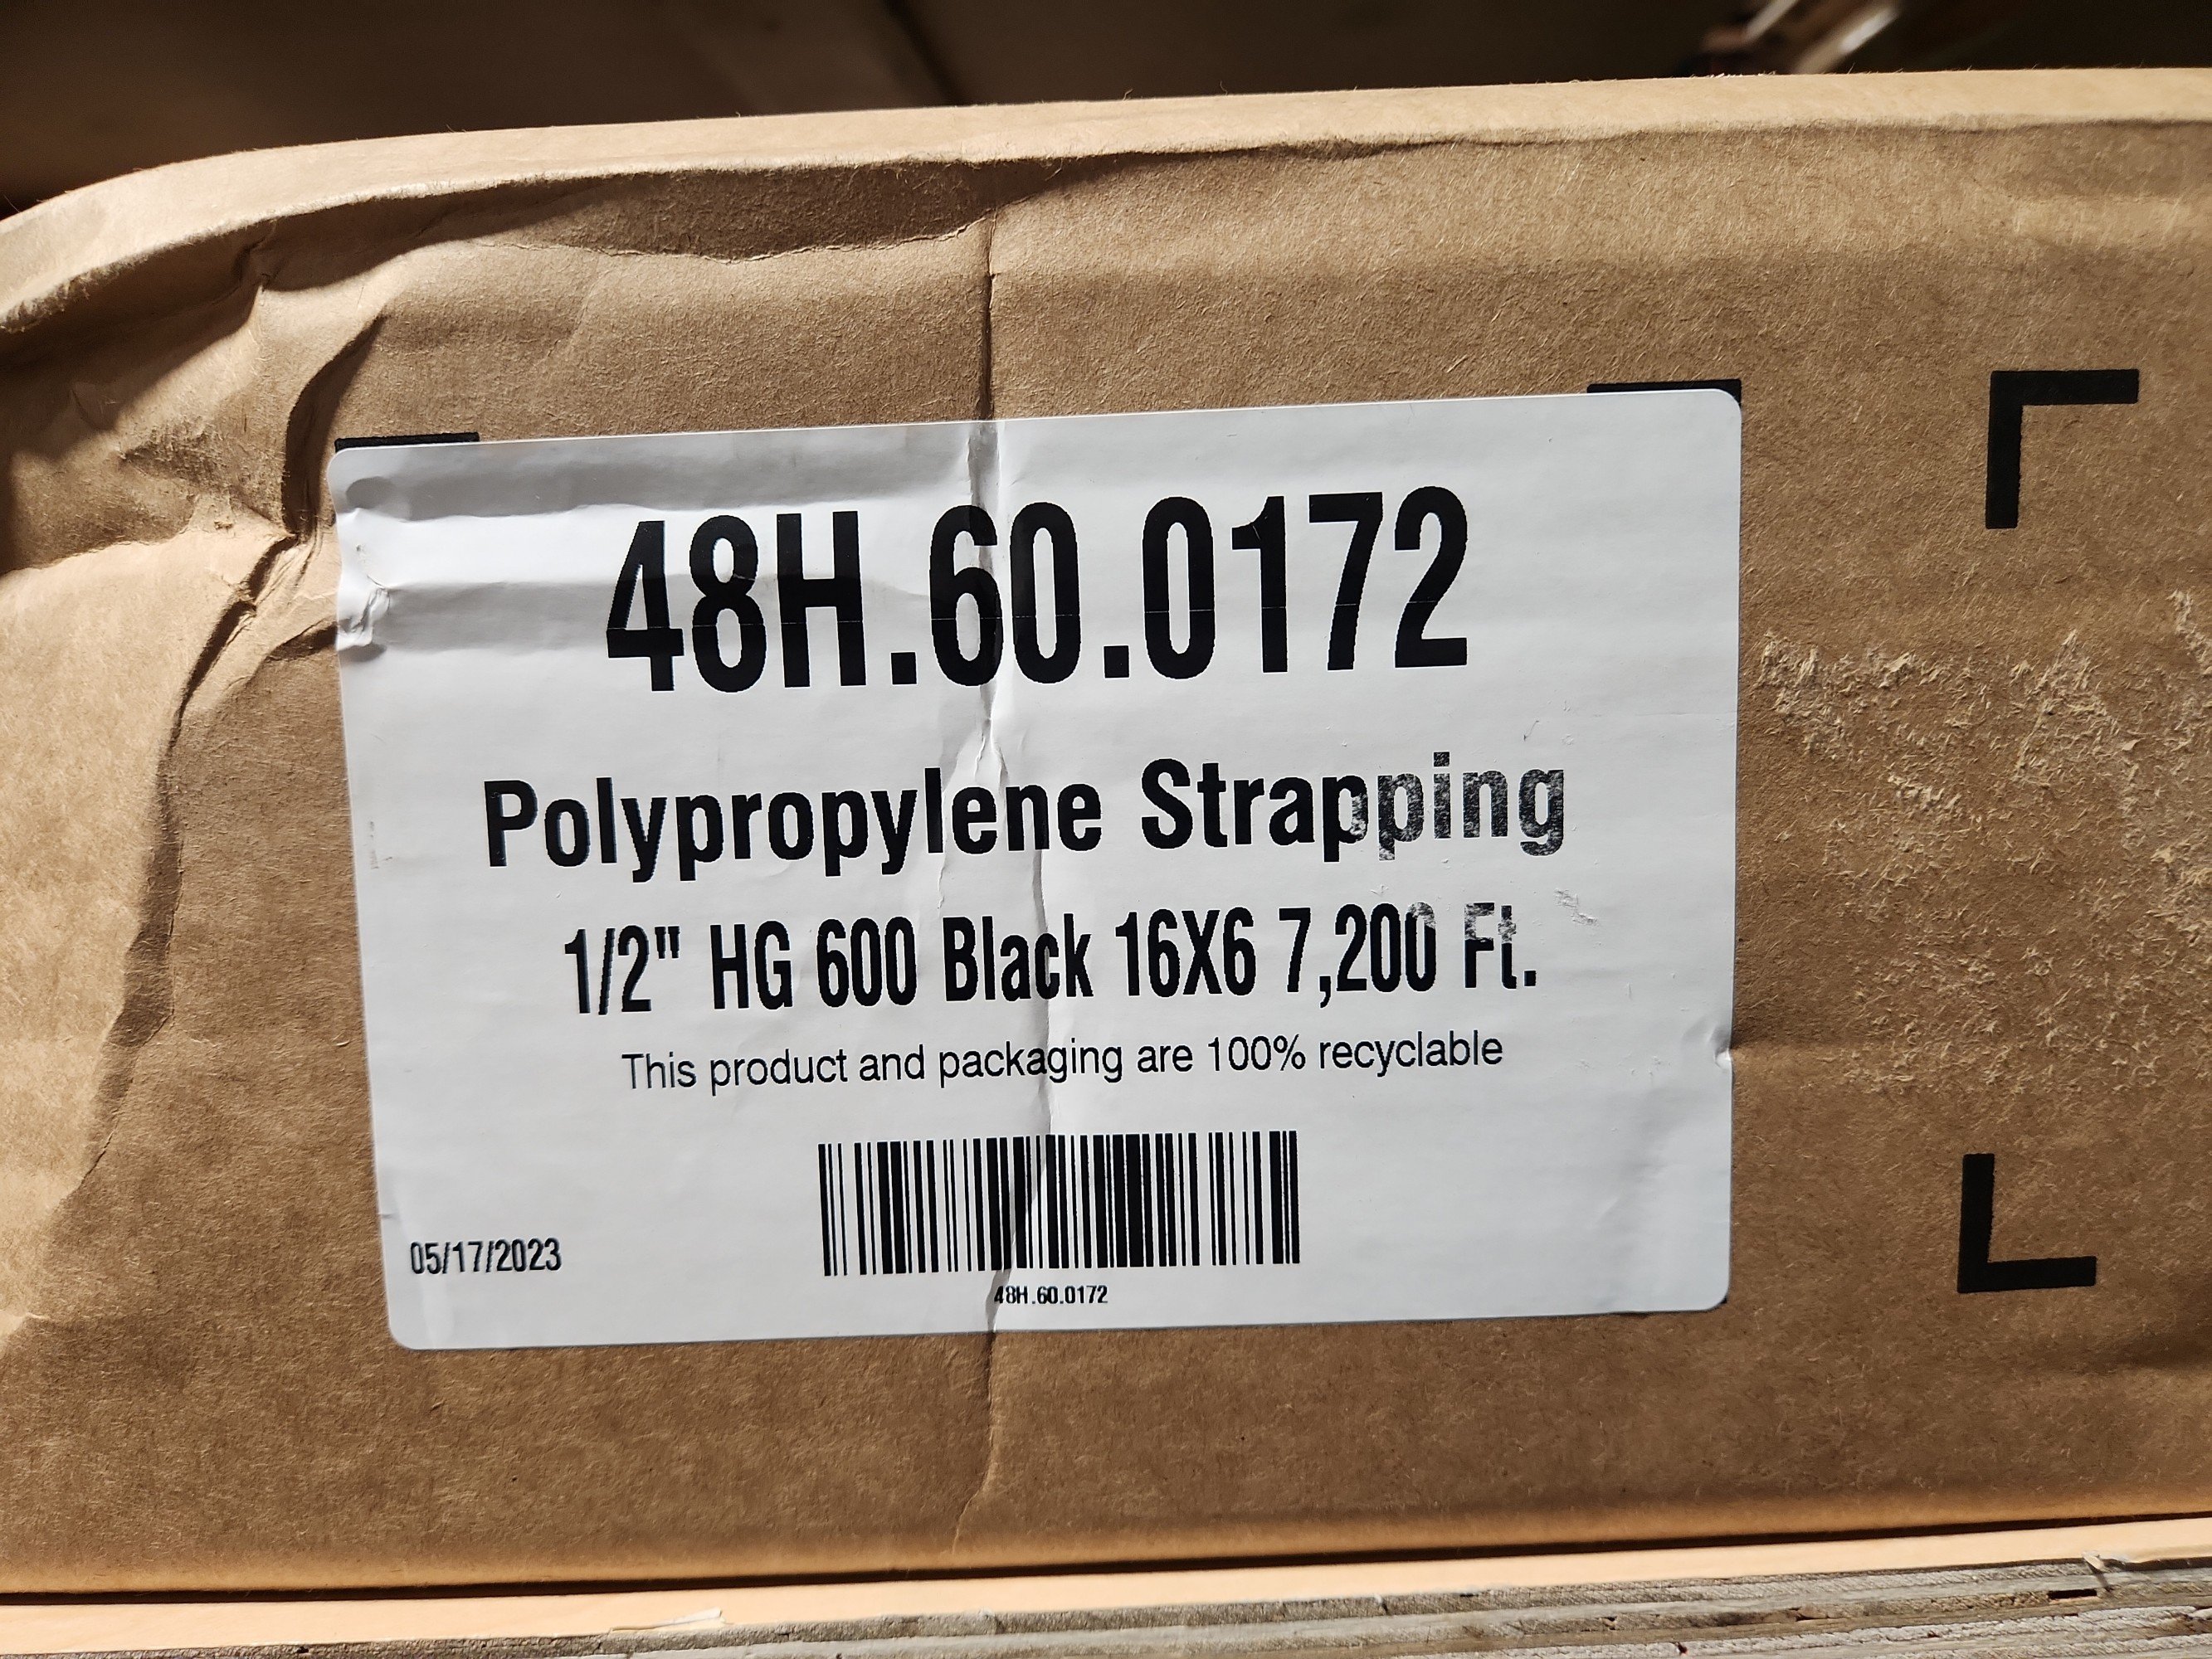 48H.60.0172
Polypropylene Strapping
1/2" HG 600 Black 16X6 7,200 Ft.
This product and packaging are 100% recyclable
05/17/2023
48H.60.0172